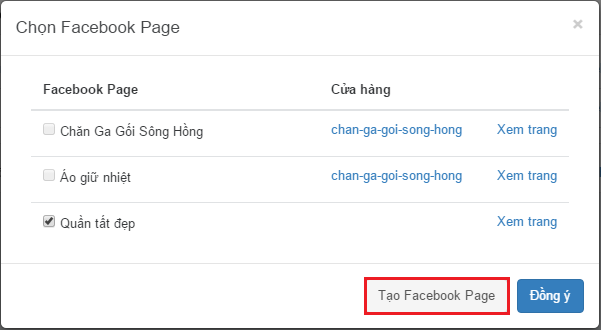 Chọn Facebook Page ×
Facebook Page Cửa hàng
Chăn Ga Gối Sông Hồng chan-ga-goi-song-hong Xem trang
Áo giữ nhiệt chan-ga-goi-song-hong Xem trang
Quần tất đẹp Xem trang
Tạo Facebook Page Đồng ý